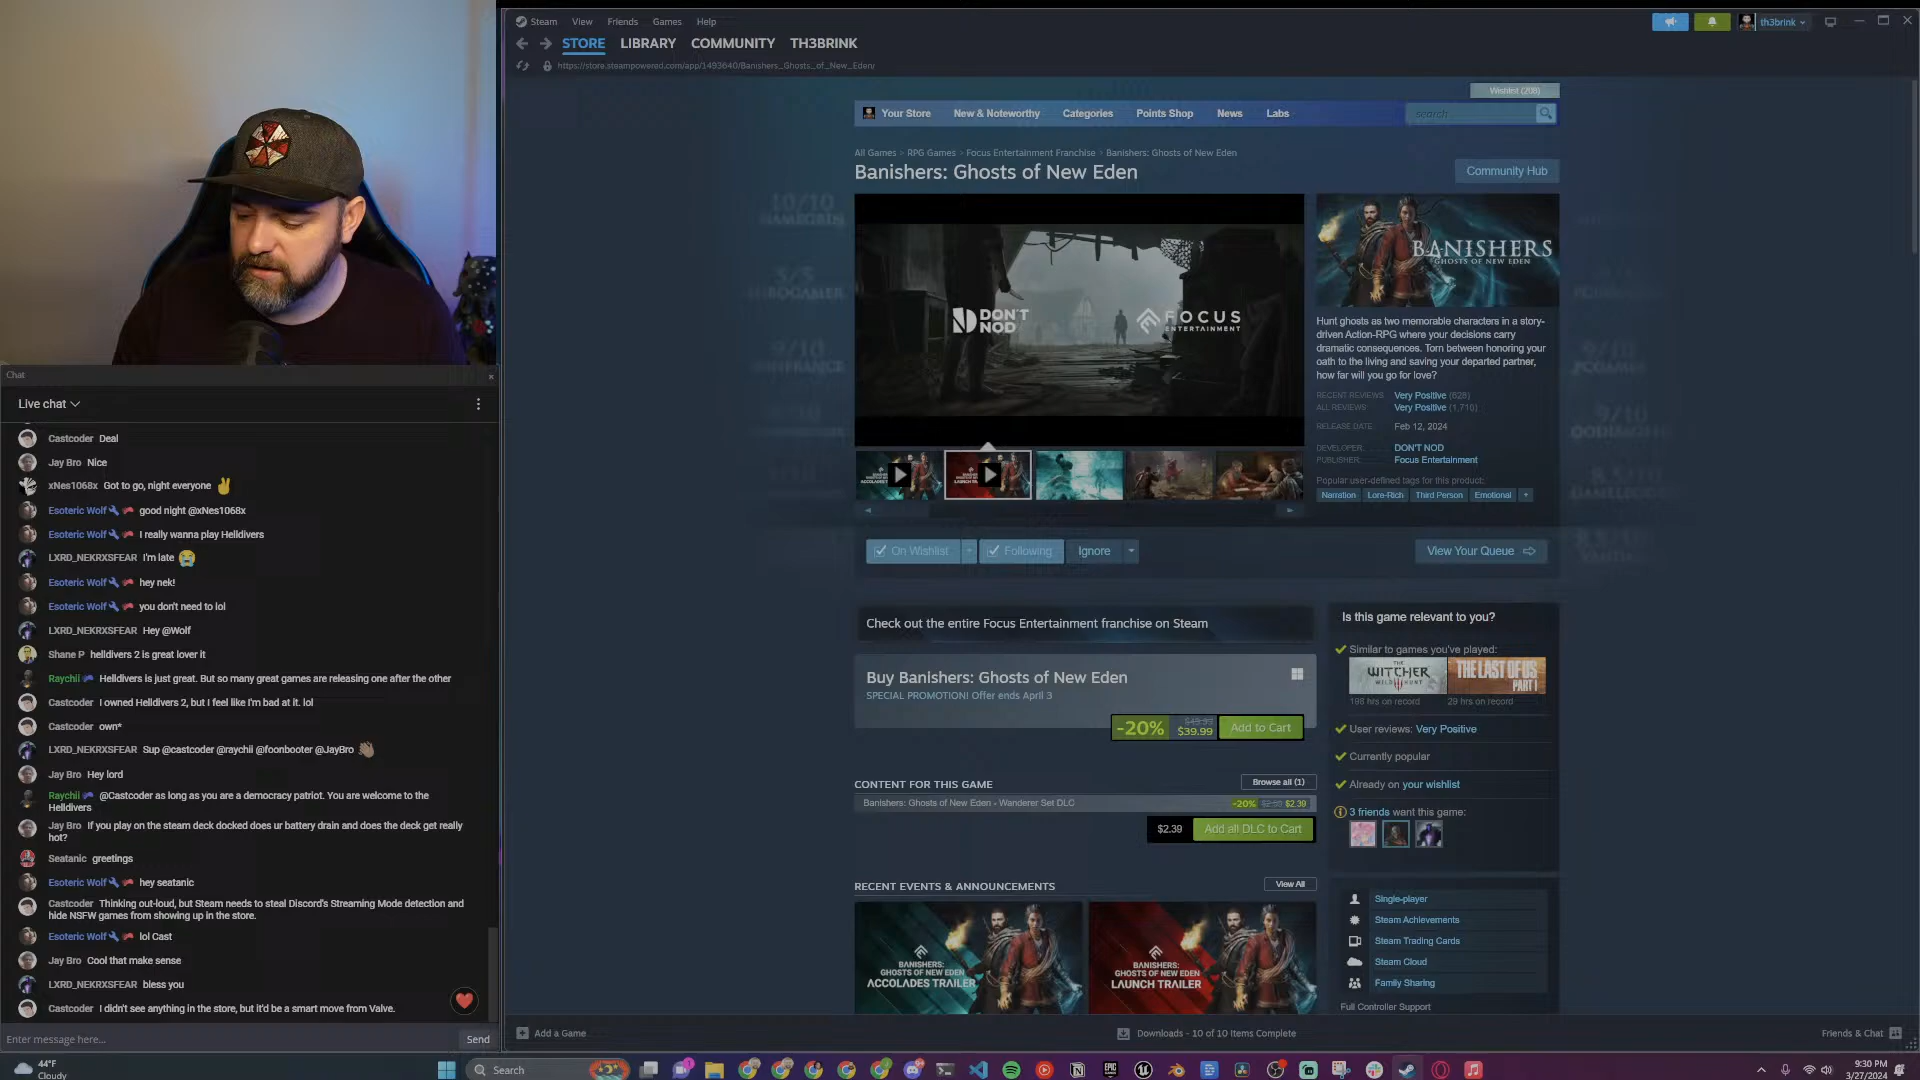 Steam View Friends Games Help
th3brink
STORE LIBRARY COMMUNITY TH3BRINK
https://store.steampowered.com/app/1493640/Banishers_Ghosts_of_New_Eden/
Wishlist (208)
Your Store New & Noteworthy Categories Points Shop News Labs
search
All Games > RPG Games > Focus Entertainment Franchise > Banishers: Ghosts of New Eden
Banishers: Ghosts of New Eden
Community Hub
10/10
DON'T NOD
FOCUS
ENTERTAINMENT
BANISHERS
GHOSTS OF NEW EDEN
Hunt ghosts as two memorable characters in a story-
driven Action-RPG where your decisions carry
dramatic consequences. Torn between honoring your
oath to the living and saving your departed partner,
how far will you go for love?
RECENT REVIEWS Very Positive (628)
ALL REVIEWS Very Positive (1,710)
RELEASE DATE Feb 12, 2024
DEVELOPER DON'T NOD
PUBLISHER Focus Entertainment
Popular user-defined tags for this product:
Narration Lore-Rich Third Person Emotional +
On Wishlist Following Ignore
View Your Queue
Check out the entire Focus Entertainment franchise on Steam
Buy Banishers: Ghosts of New Eden
SPECIAL PROMOTION! Offer ends April 3
-20% $49.99 $39.99 Add to Cart
CONTENT FOR THIS GAME Browse all (1)
Banishers: Ghosts of New Eden - Wanderer Set DLC -20% $2.99 $2.39
$2.39 Add all DLC to Cart
RECENT EVENTS & ANNOUNCEMENTS View All
BANISHERS:
GHOSTS OF NEW EDEN
ACCOLADES TRAILER
BANISHERS:
GHOSTS OF NEW EDEN
LAUNCH TRAILER
Is this game relevant to you?
Similar to games you've played:
THE WITCHER WILD HUNT
THE LAST OF US PART I
198 hrs on record 29 hrs on record
User reviews: Very Positive
Currently popular
Already on your wishlist
3 friends want this game:
Single-player
Steam Achievements
Steam Trading Cards
Steam Cloud
Family Sharing
Full Controller Support
Add a Game
Downloads - 10 of 10 Items Complete
Friends & Chat
Chat
Live chat
Castcoder Deal
Jay Bro Nice
xNes1068x Got to go, night everyone ✌
Esoteric Wolf good night @xNes1068x
Esoteric Wolf I really wanna play Helldivers
LXRD_NEKRXSFEAR I'm late 😭
Esoteric Wolf hey nek!
Esoteric Wolf you don't need to lol
LXRD_NEKRXSFEAR Hey @Wolf
Shane P helldivers 2 is great lover it
Raychii Helldivers is just great. But so many great games are releasing one after the other
Castcoder I owned Helldivers 2, but I feel like I'm bad at it. lol
Castcoder own*
LXRD_NEKRXSFEAR Sup @castcoder @raychii @foonbooter @JayBro 👋
Jay Bro Hey lord
Raychii @Castcoder as long as you are a democracy patriot. You are welcome to the
Helldivers
Jay Bro If you play on the steam deck docked does ur battery drain and does the deck get really
hot?
Seatanic greetings
Esoteric Wolf hey seatanic
Castcoder Thinking out-loud, but Steam needs to steal Discord's Streaming Mode detection and
hide NSFW games from showing up in the store.
Esoteric Wolf lol Cast
Jay Bro Cool that make sense
LXRD_NEKRXSFEAR bless you
Castcoder I didn't see anything in the store, but it'd be a smart move from Valve.
Enter message here...
Send
44°F
Cloudy
Search
9:30 PM
3/27/2024